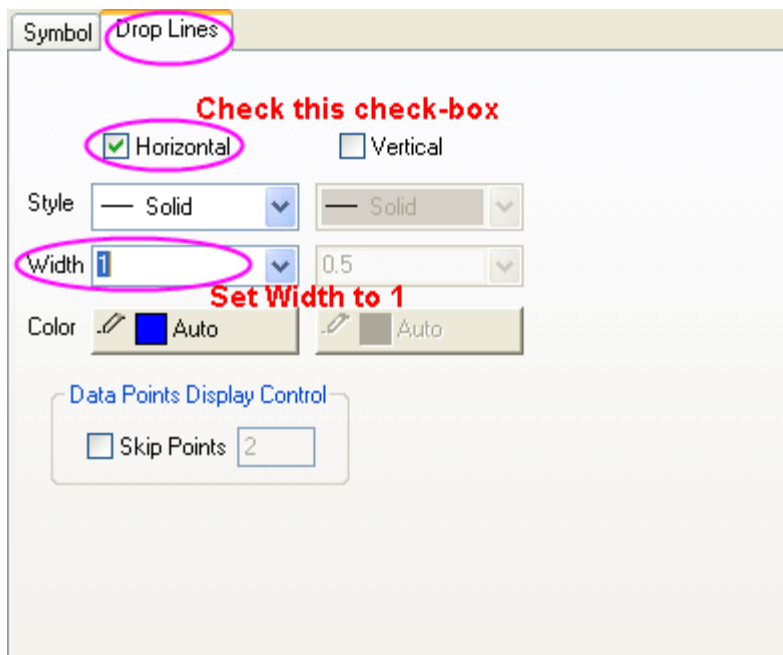 Symbol Drop Lines
Check this check-box
Horizontal Vertical
Style Solid Solid
Width 1 0.5
Set Width to 1
Color Auto Auto
Data Points Display Control
Skip Points 2